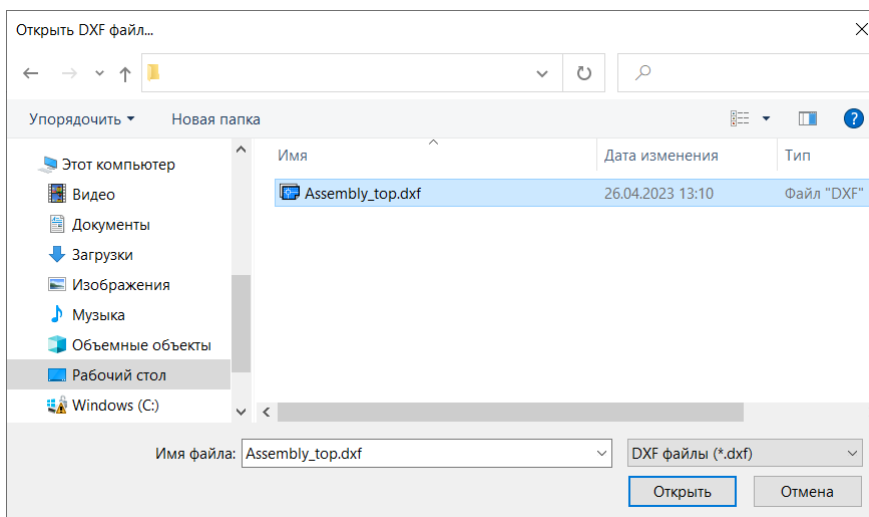 Открыть DXF файл...
Упорядочить Новая папка
Имя Дата изменения Тип
Assembly_top.dxf 26.04.2023 13:10 Файл "DXF"
Этот компьютер
Видео
Документы
Загрузки
Изображения
Музыка
Объемные объекты
Рабочий стол
Windows (C:)
Имя файла: Assembly_top.dxf DXF файлы (*.dxf)
Открыть Отмена